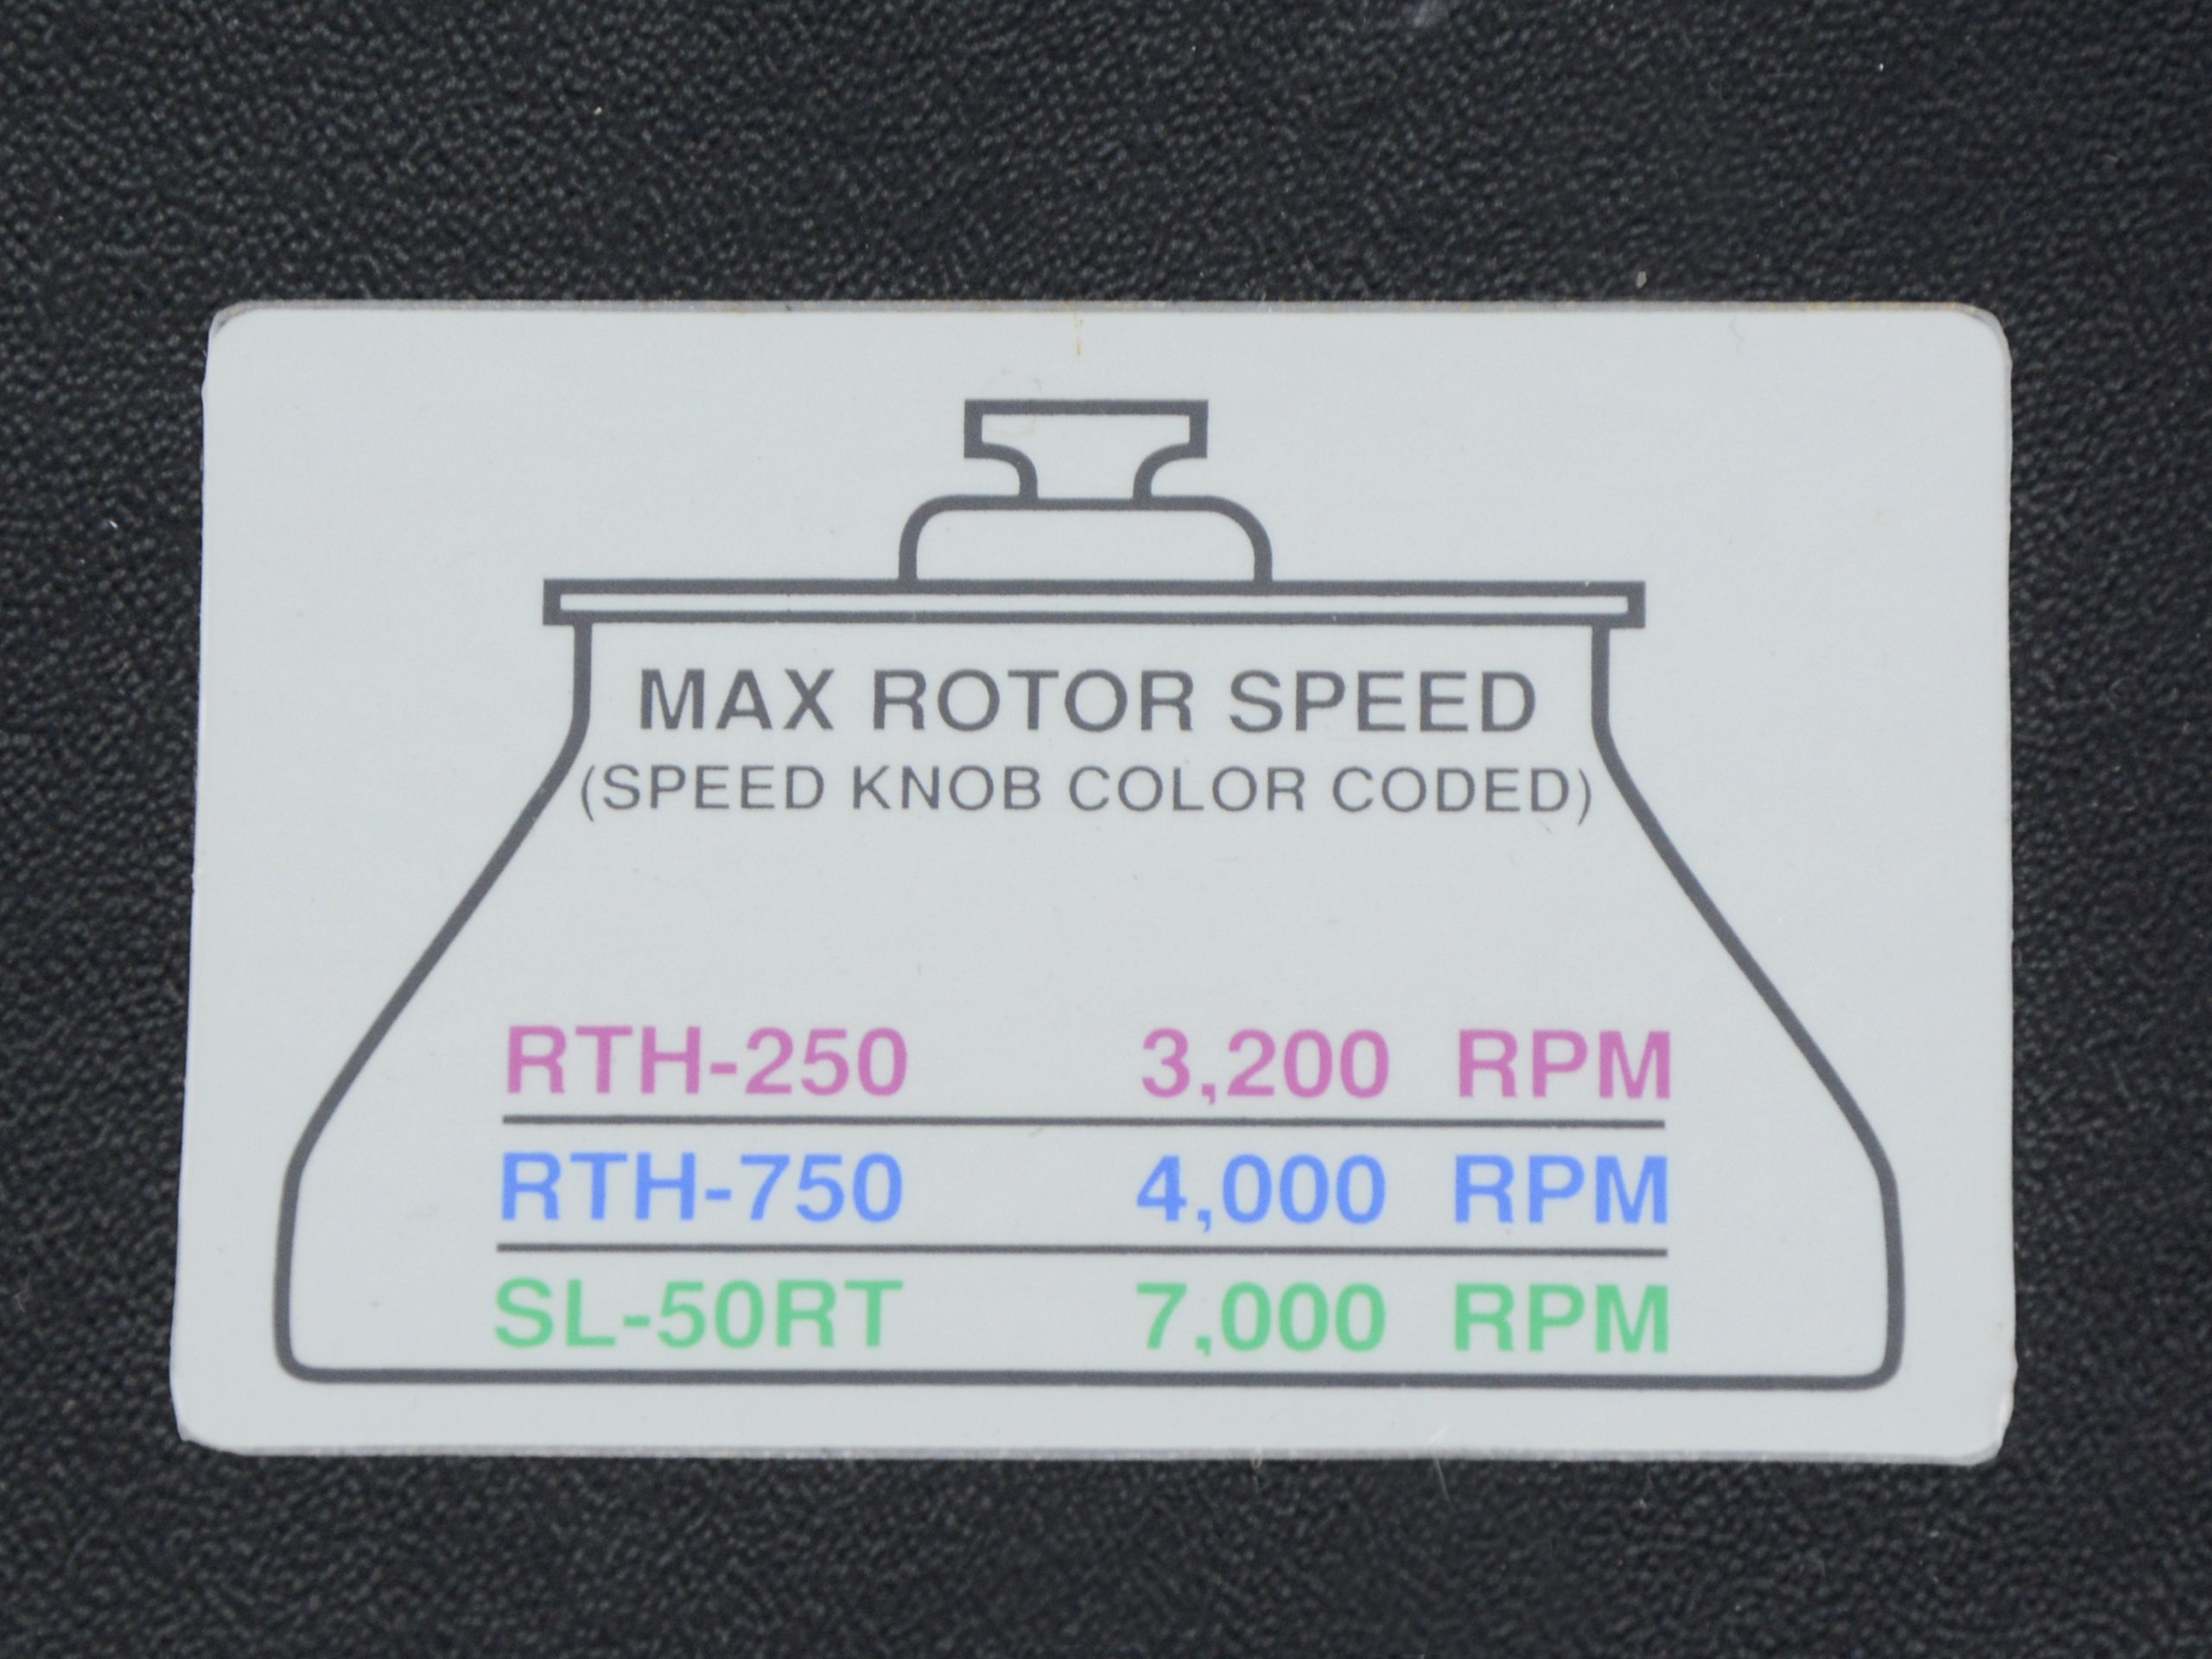 MAX ROTOR SPEED
(SPEED KNOB COLOR CODED)
RTH-250 3,200 RPM
RTH-750 4,000 RPM
SL-50RT 7,000 RPM